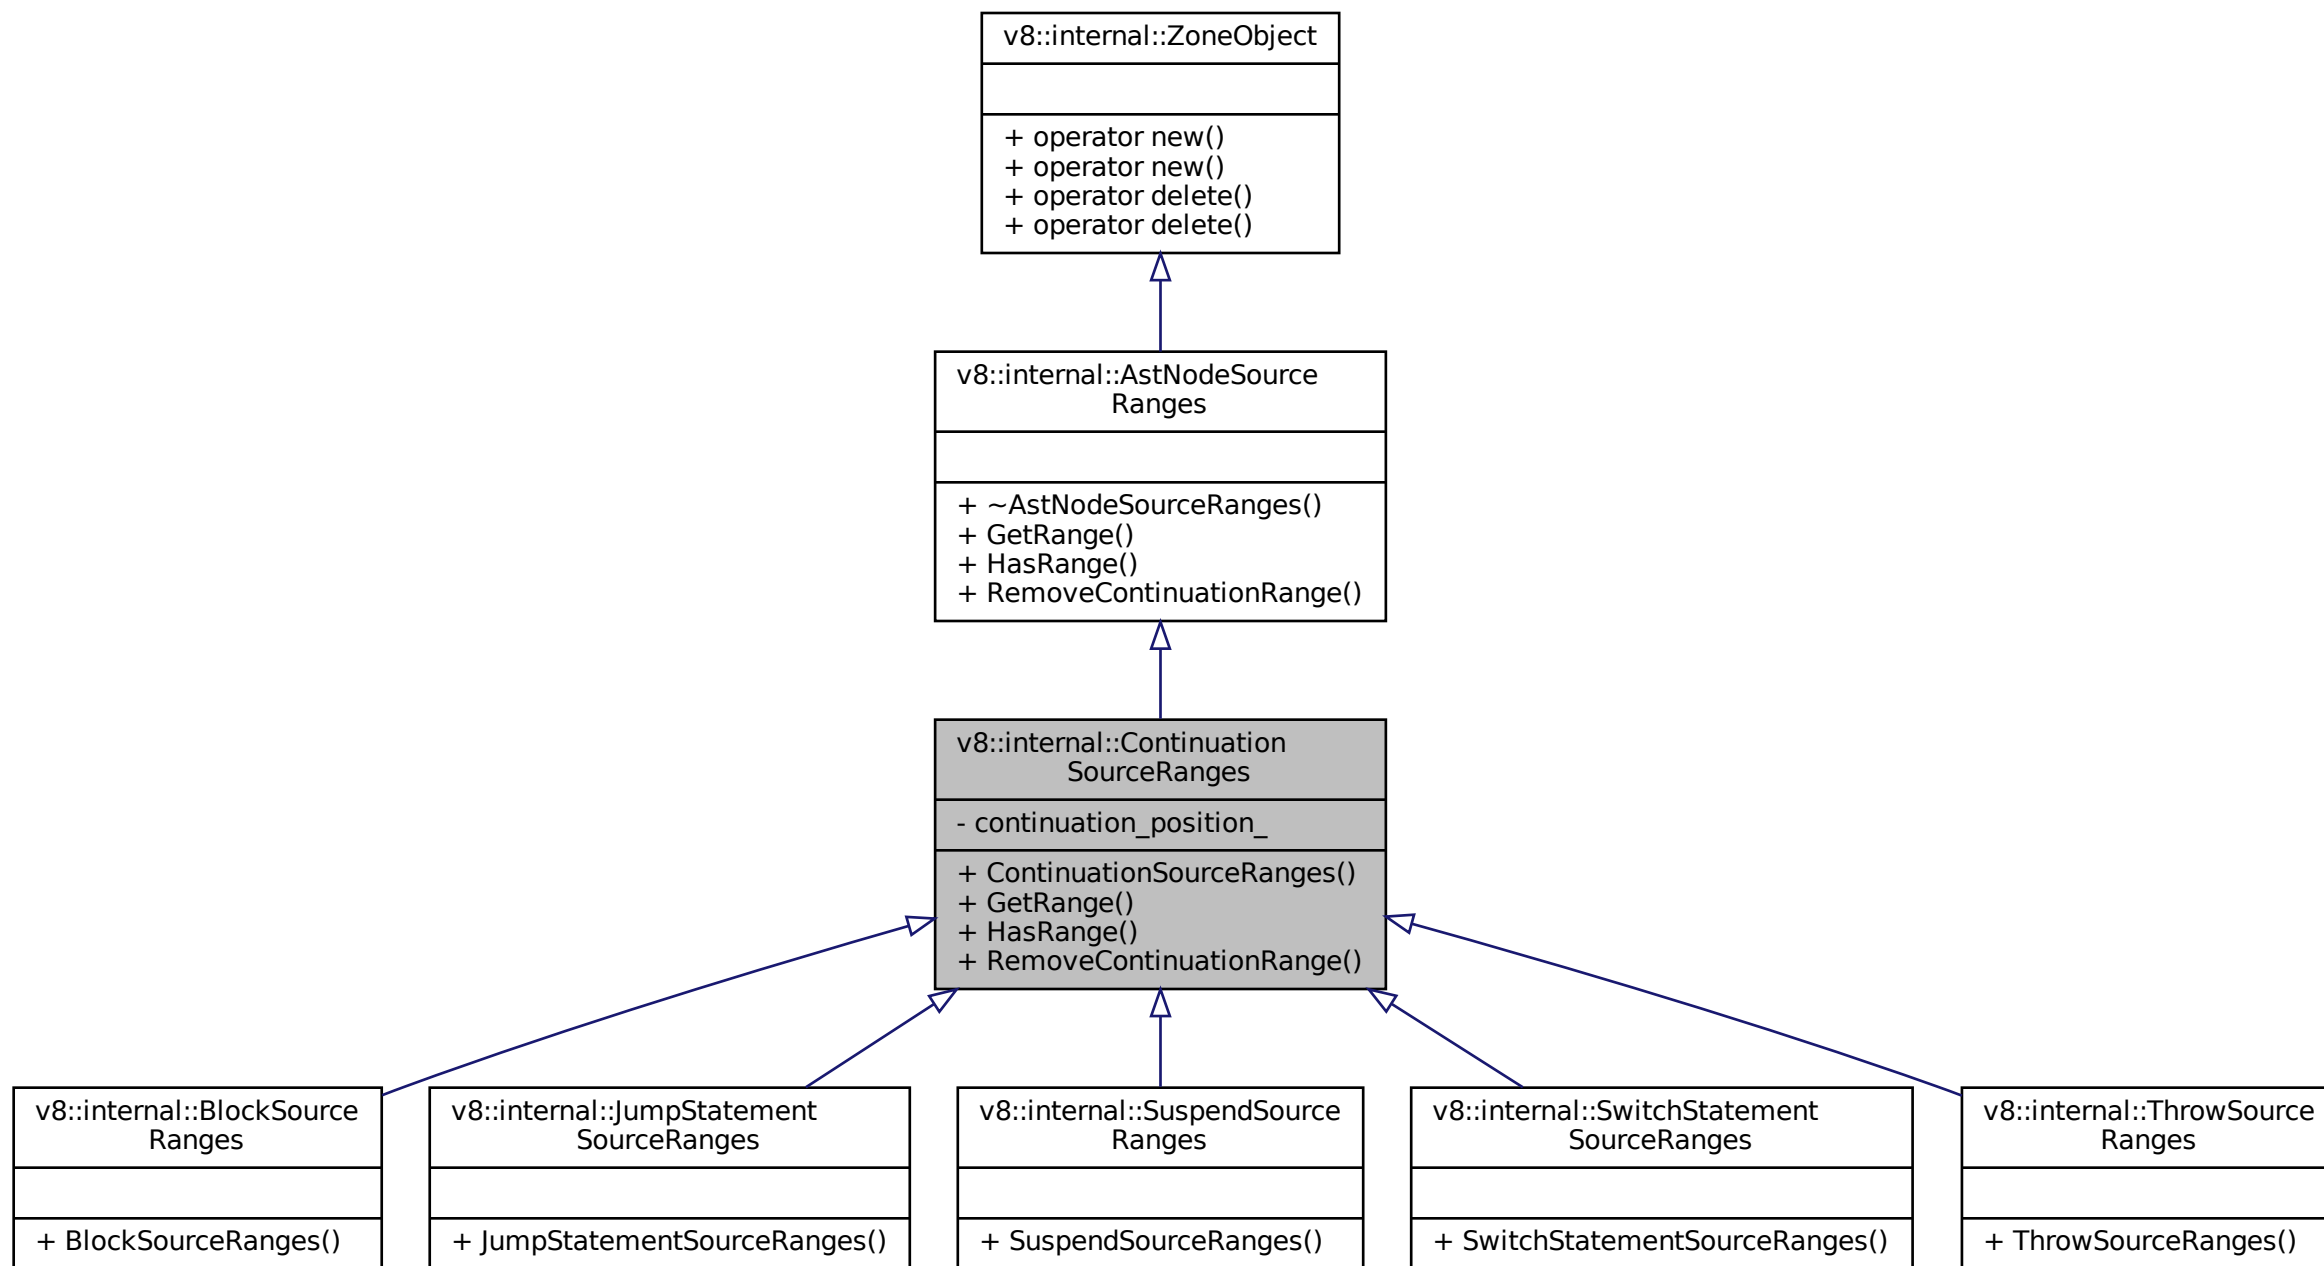 v8::internal::ZoneObject
+ operator new()
+ operator new()
+ operator delete()
+ operator delete()
v8::internal::AstNodeSource
Ranges
+ ~AstNodeSourceRanges()
+ GetRange()
+ HasRange()
+ RemoveContinuationRange()
v8::internal::Continuation
SourceRanges
- continuation_position_
+ ContinuationSourceRanges()
+ GetRange()
+ HasRange()
+ RemoveContinuationRange()
v8::internal::BlockSource
Ranges
+ BlockSourceRanges()
v8::internal::JumpStatement
SourceRanges
+ JumpStatementSourceRanges()
v8::internal::SuspendSource
Ranges
+ SuspendSourceRanges()
v8::internal::SwitchStatement
SourceRanges
+ SwitchStatementSourceRanges()
v8::internal::ThrowSource
Ranges
+ ThrowSourceRanges()